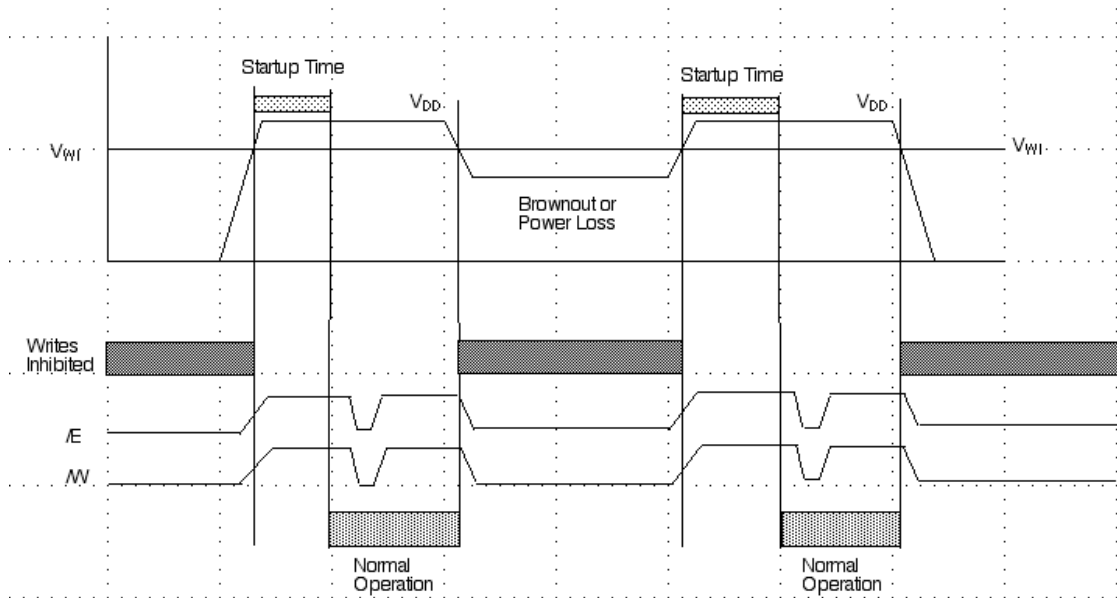 Startup Time
Startup Time
VDD
VDD
VWI
VWI
Brownout or
Power Loss
Writes
Inhibited
/E
/W
Normal
Operation
Normal
Operation